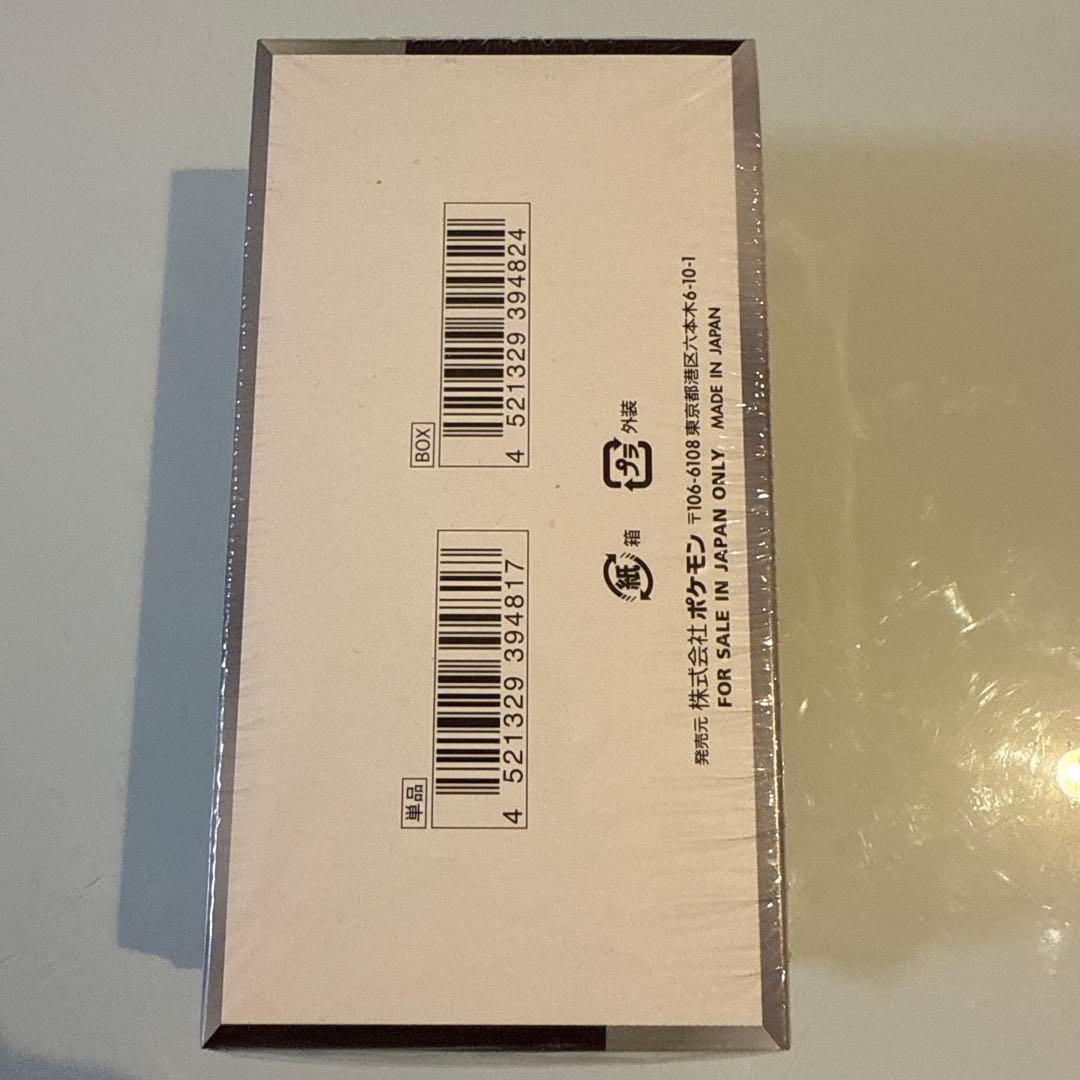 単品
4 521329 394817
BOX
4 521329 394824
紙 箱
プラ 外装
発売元 株式会社 ポケモン 〒106-6108 東京都港区六本木6-10-1
FOR SALE IN JAPAN ONLY MADE IN JAPAN